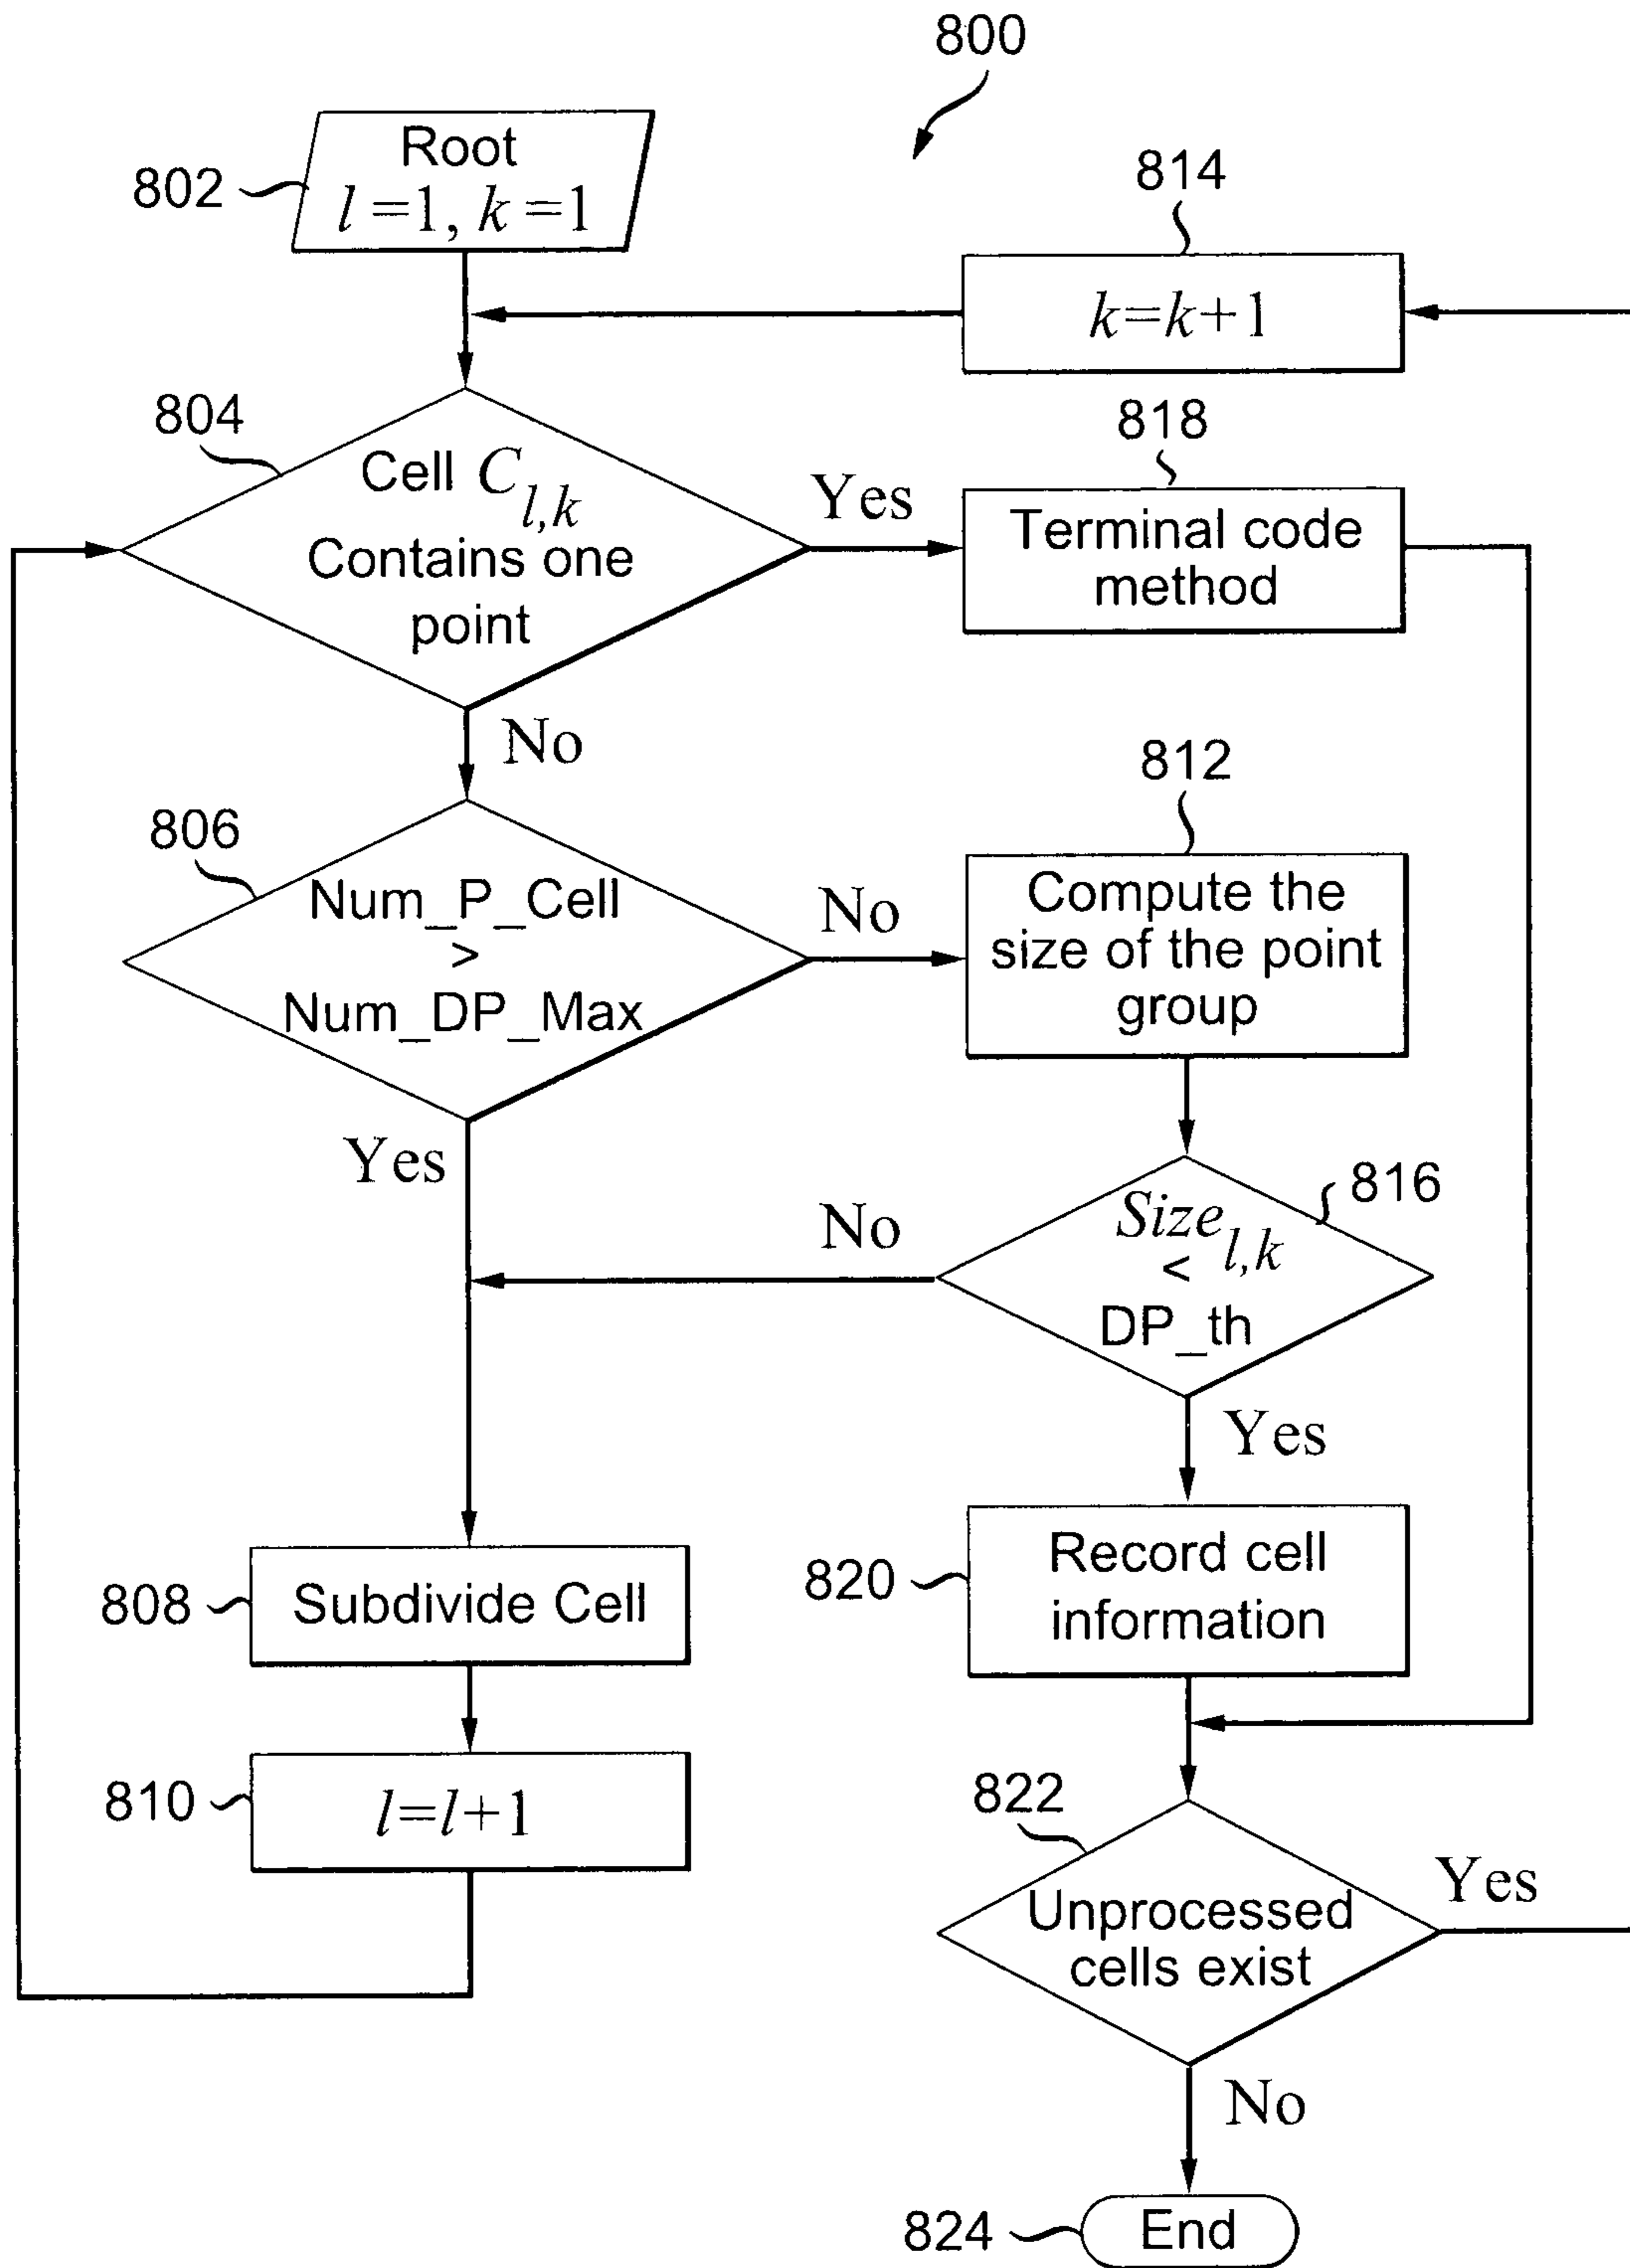 800
Root
802
l=1, k=1
814
k=k+1
804
818
Cell C l,k
Contains one
point
Yes
Terminal code
method
No
812
806
Num_P_Cell
>
Num_DP_Max
No
Compute the
size of the point
group
Yes
816
No
Size l,k
<
DP_th
Yes
808
Subdivide Cell
820
Record cell
information
810
l=l+1
822
Unprocessed
cells exist
Yes
No
824
End